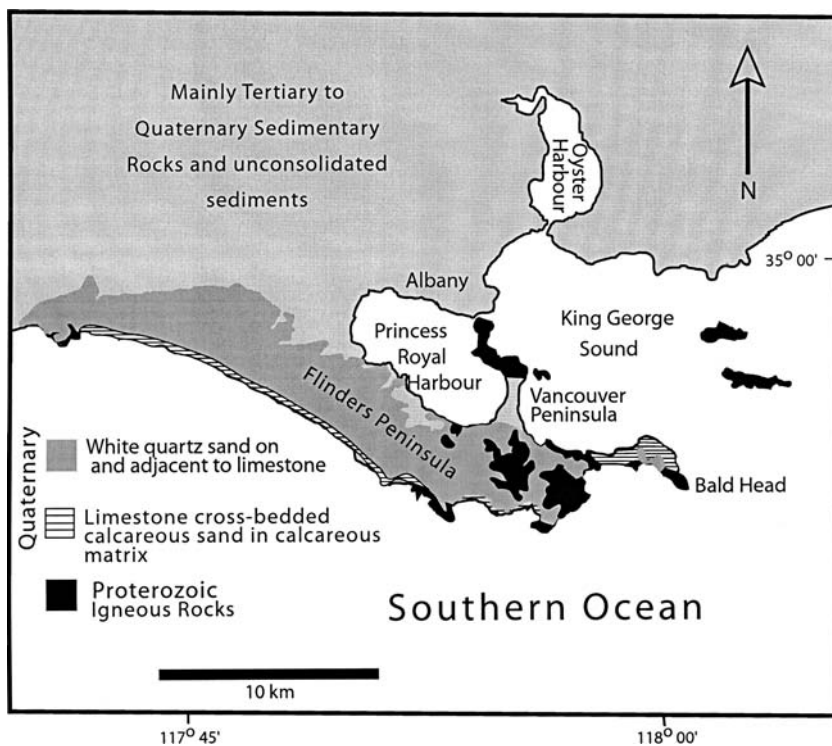 Mainly Tertiary to
Quaternary Sedimentary
Rocks and unconsolidated
sediments
Oyster
Harbour
N
35° 00'
Albany
King George
Sound
Princess
Royal
Harbour
Vancouver
Peninsula
Flinders Peninsula
Bald Head
Quaternary
White quartz sand on
and adjacent to limestone
Limestone cross-bedded
calcareous sand in calcareous
matrix
Proterozoic
Igneous Rocks
Southern Ocean
10 km
117° 45'
118° 00'